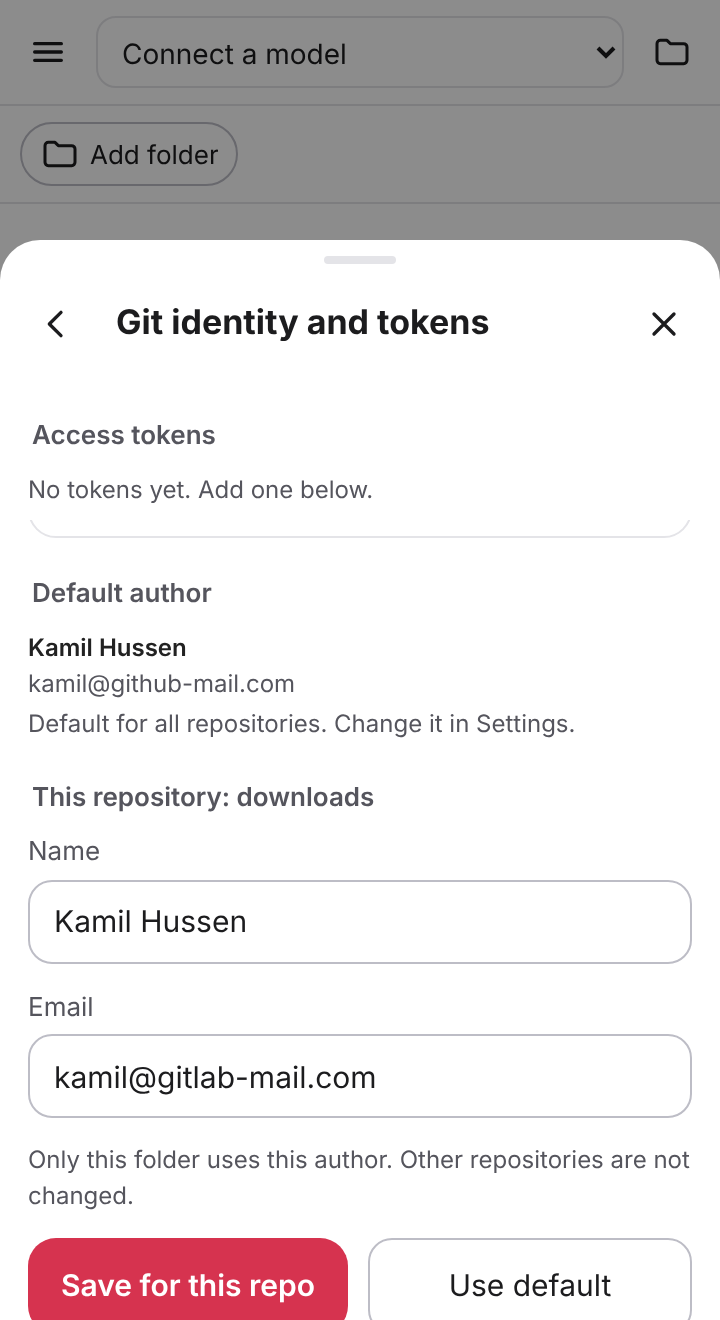 Connect a model
Add folder
Git identity and tokens
Access tokens
No tokens yet. Add one below.
Default author
Kamil Hussen
kamil@github-mail.com
Default for all repositories. Change it in Settings.
This repository: downloads
Name
Kamil Hussen
Email
kamil@gitlab-mail.com
Only this folder uses this author. Other repositories are not
changed.
Save for this repo
Use default